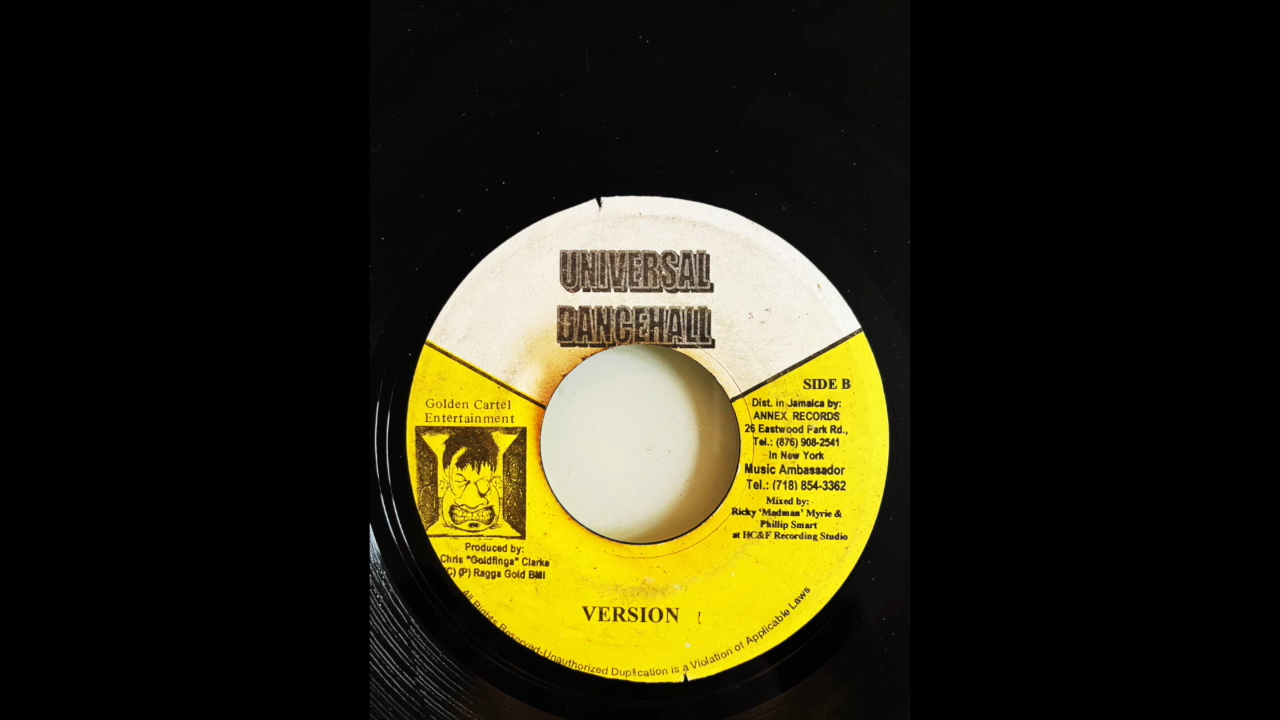 UNIVERSAL
DANCEHALL
Golden Cartel
Entertainment
Produced by:
Chris "Goldfinga" Clarke
C) (P) Ragga Gold BMI
SIDE B
Dist. in Jamaica by:
ANNEX RECORDS
26 Eastwood Park Rd.,
Tel.: (876) 908-2541
In New York
Music Ambassador
Tel.: (718) 854-3362
Mixed by:
Ricky 'Madman' Myrie &
Phillip Smart
at HC&F Recording Studio
VERSION
All Rights Reserved-Unauthorized Duplication is a Violation of Applicable Laws